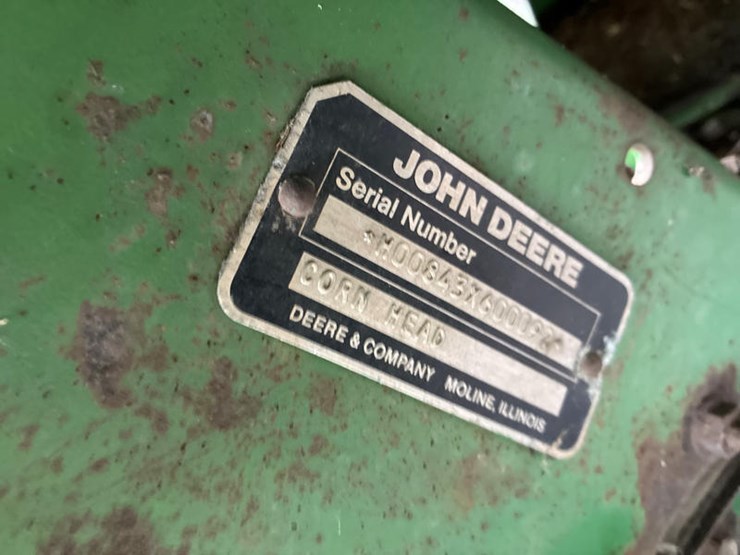 JOHN DEERE
Serial Number
CORN HEAD
DEERE & COMPANY MOLINE, ILLINOIS